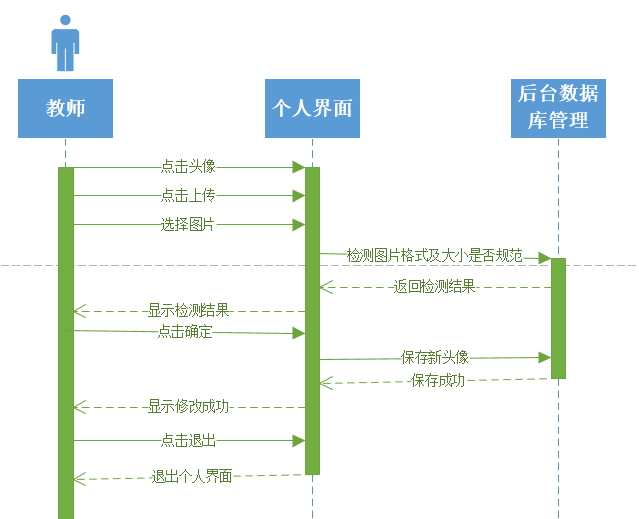 教师
个人界面
后台数据
库管理
点击头像
点击上传
选择图片
检测图片格式及大小是否规范
返回检测结果
显示检测结果
点击确定
保存新头像
保存成功
显示修改成功
点击退出
退出个人界面